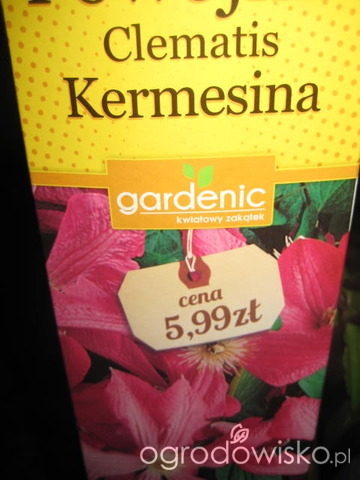 Clematis
Kermesina
gardenic
kwiatowy zakątek
cena
5,99zł
ogrodowisko.pl